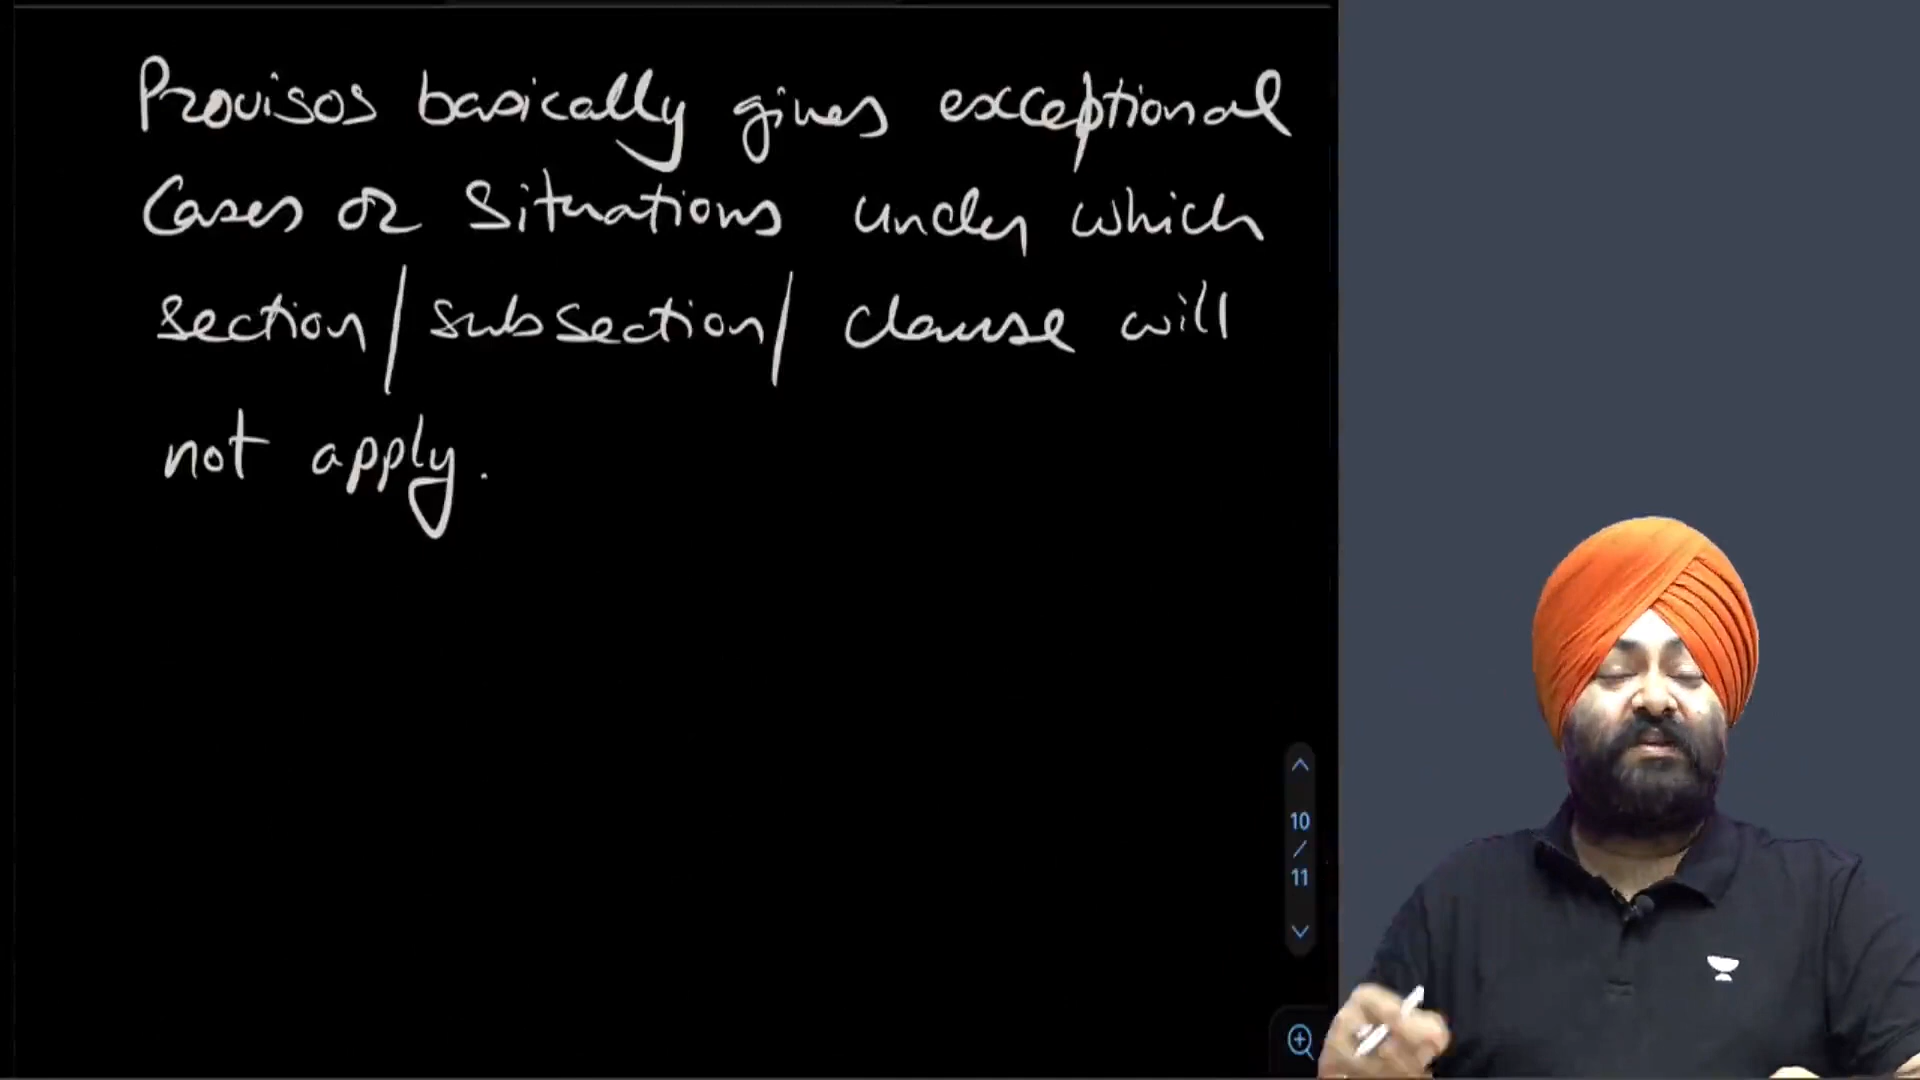 Provisos basically gives exceptional
Cases or Situations under which
section/subsection/ clause will
not apply.
10
/
11